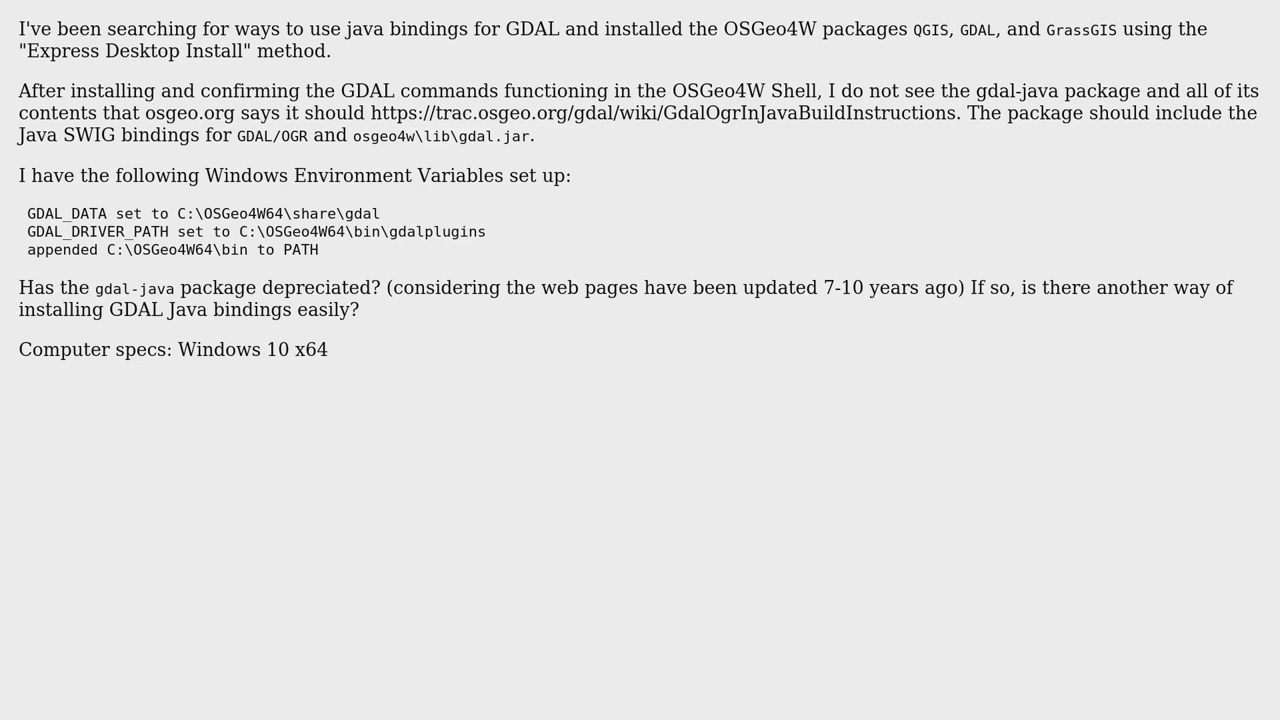 I've been searching for ways to use java bindings for GDAL and installed the OSGeo4W packages QGIS, GDAL, and GrassGIS using the
"Express Desktop Install" method.
After installing and confirming the GDAL commands functioning in the OSGeo4W Shell, I do not see the gdal-java package and all of its
contents that osgeo.org says it should https://trac.osgeo.org/gdal/wiki/GdalOgrInJavaBuildInstructions. The package should include the
Java SWIG bindings for GDAL/OGR and osgeo4w\lib\gdal.jar.
I have the following Windows Environment Variables set up:
GDAL_DATA set to C:\OSGeo4W64\share\gdal
GDAL_DRIVER_PATH set to C:\OSGeo4W64\bin\gdalplugins
appended C:\OSGeo4W64\bin to PATH
Has the gdal-java package depreciated? (considering the web pages have been updated 7-10 years ago) If so, is there another way of
installing GDAL Java bindings easily?
Computer specs: Windows 10 x64